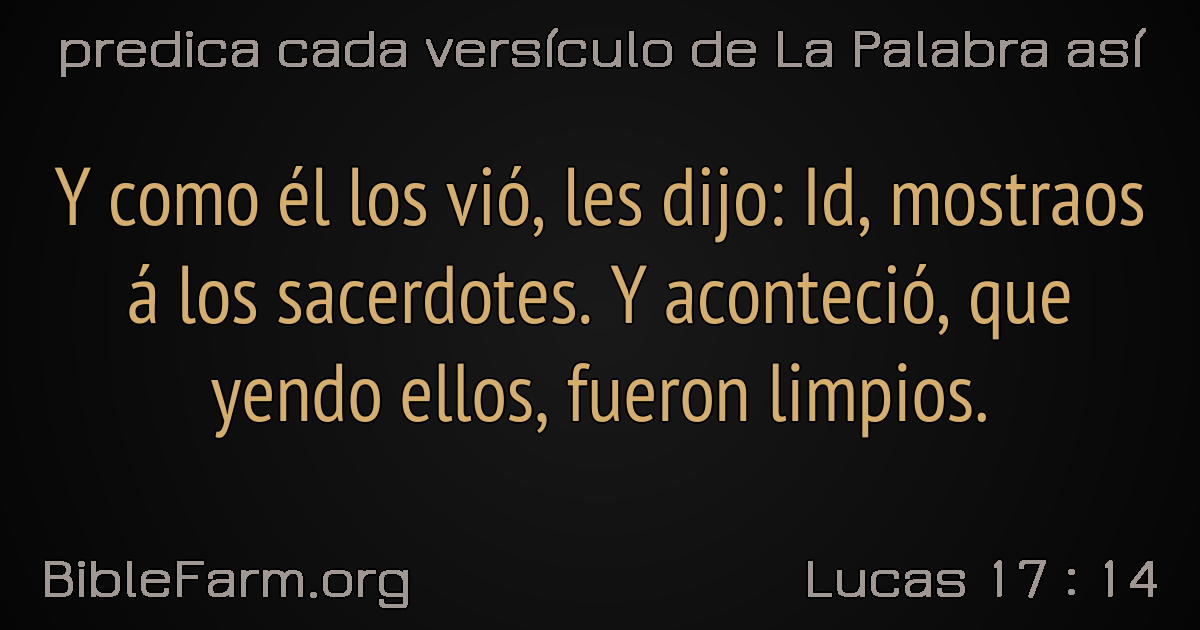 predica cada versículo de La Palabra así
Y como él los vió, les dijo: Id, mostraos
á los sacerdotes. Y aconteció, que
yendo ellos, fueron limpios.
BibleFarm.org
Lucas 17 : 14